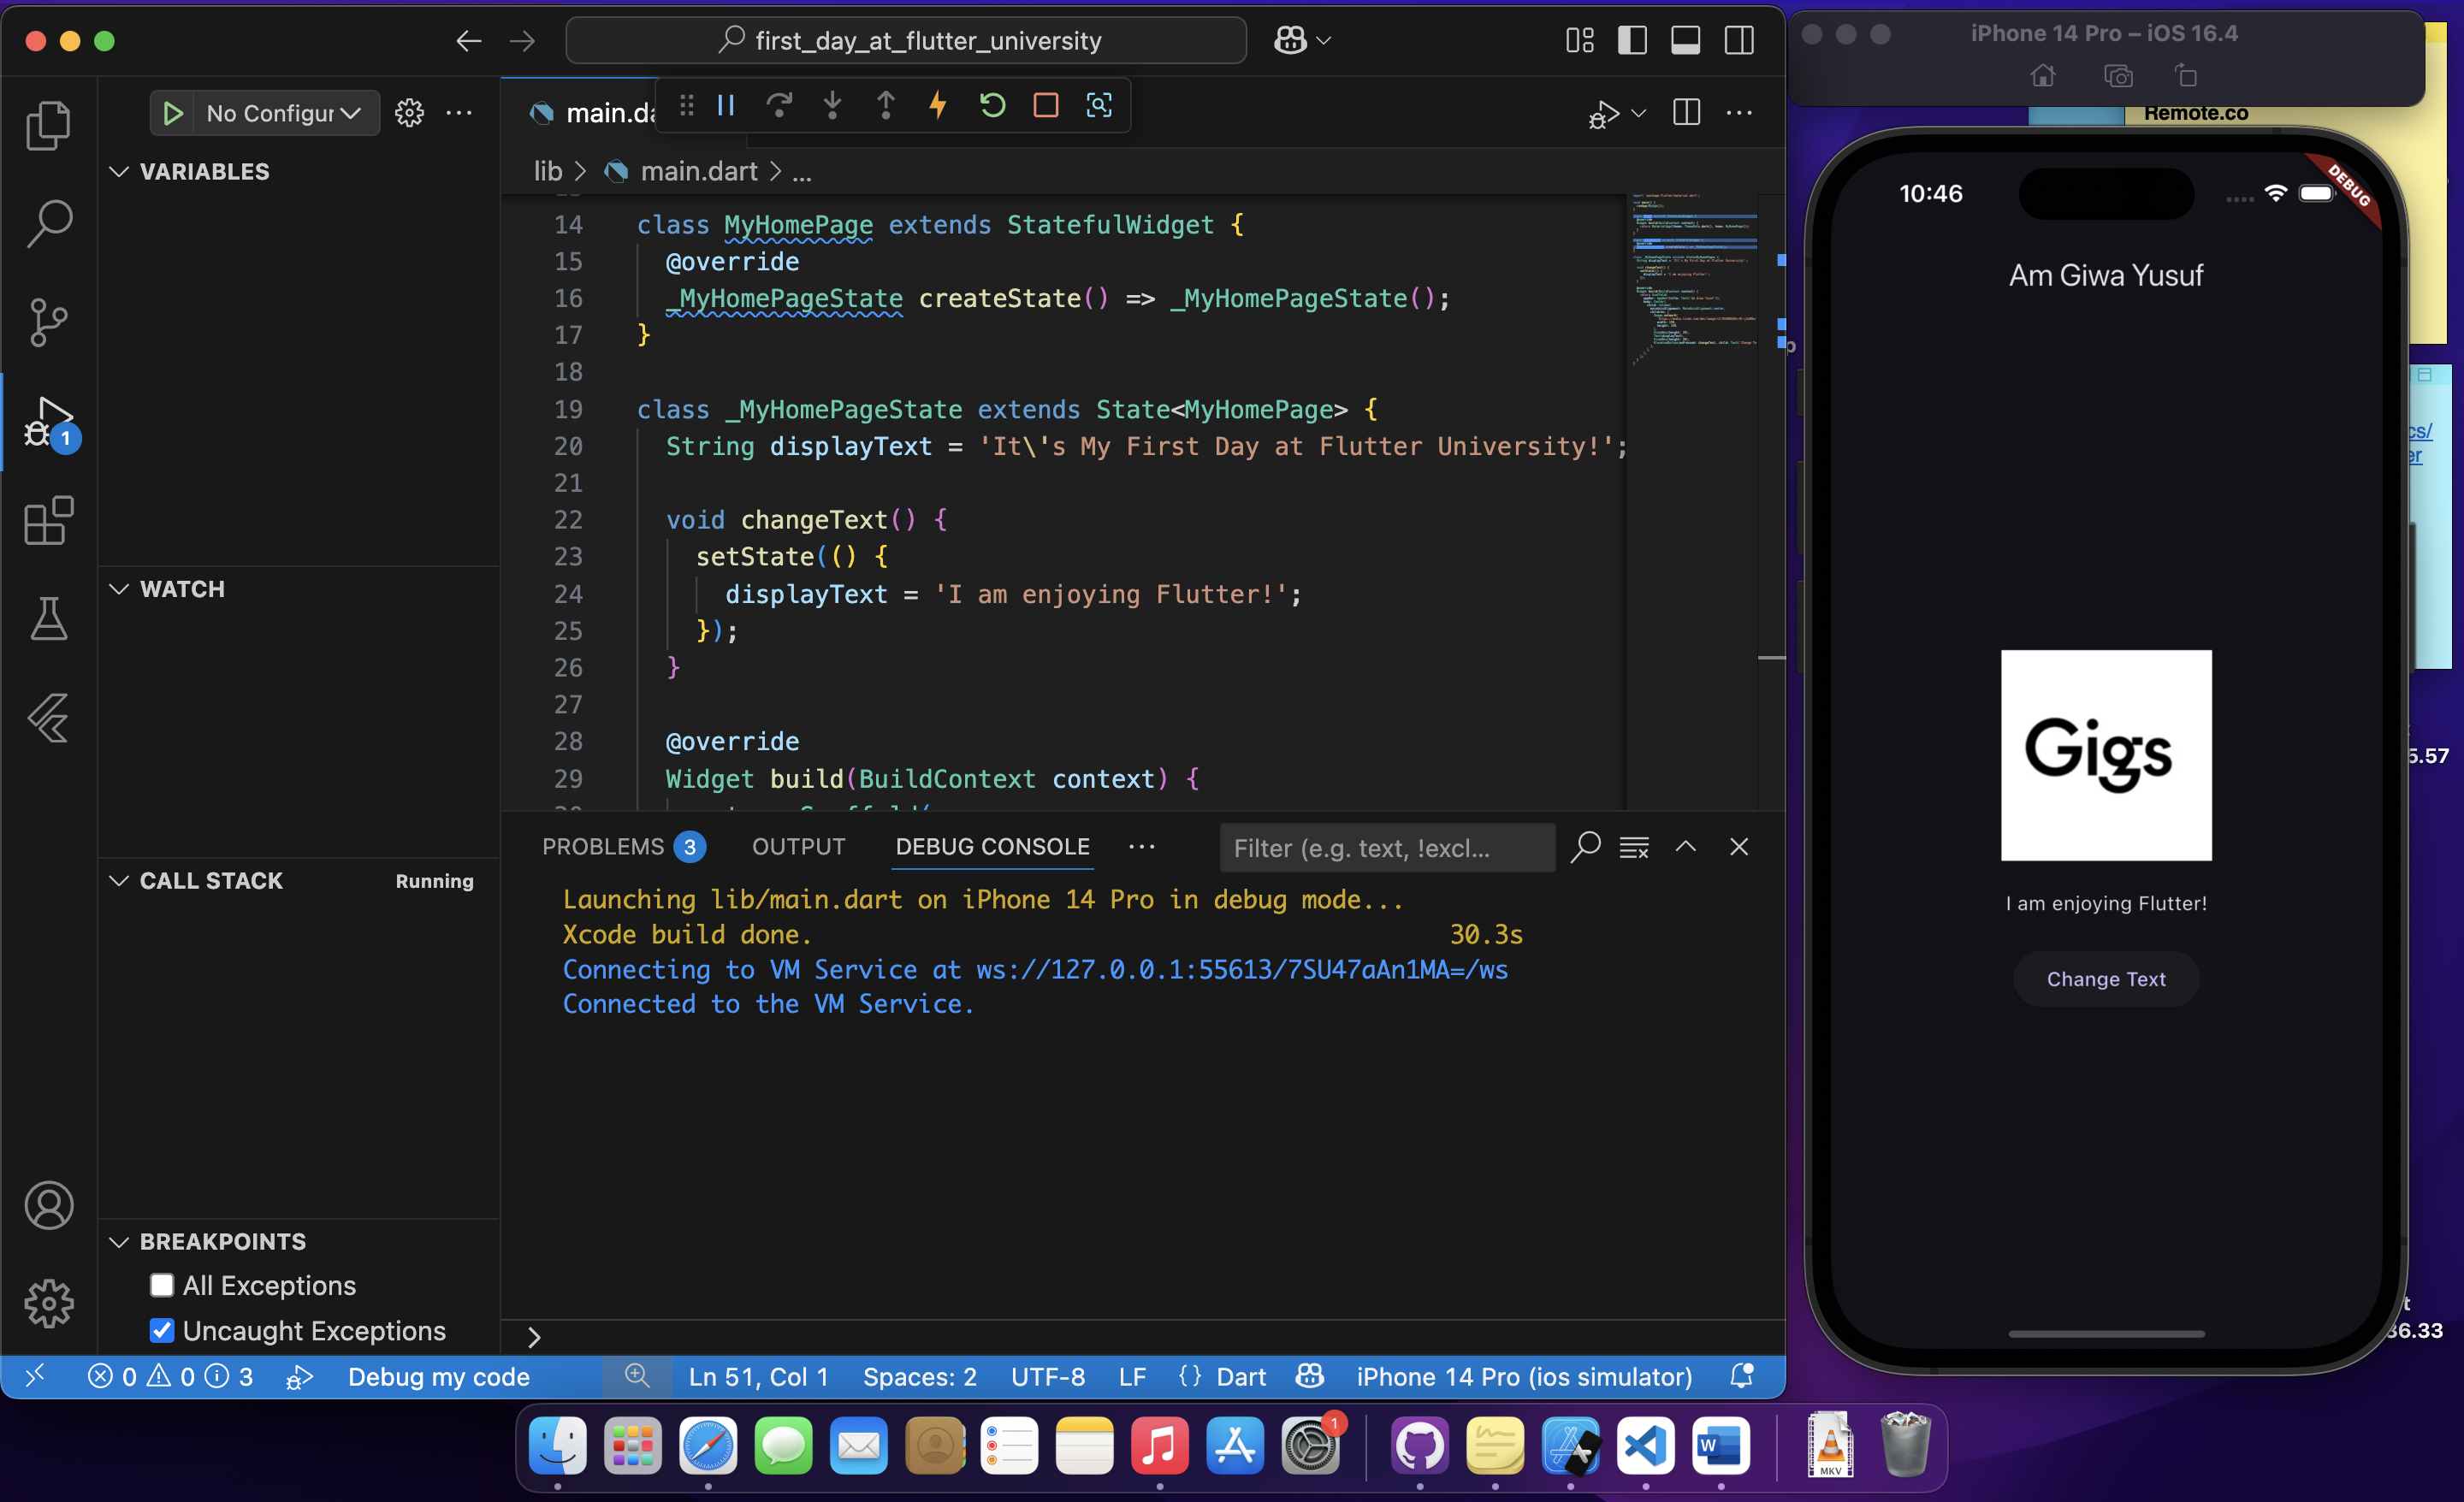 first_day_at_flutter_university
No Configur
VARIABLES
WATCH
CALL STACK
Running
BREAKPOINTS
All Exceptions
Uncaught Exceptions
1
main.da
lib > main.dart > ...
14 class MyHomePage extends StatefulWidget {
15 @override
16 _MyHomePageState createState() => _MyHomePageState();
17 }
18
19 class _MyHomePageState extends State<MyHomePage> {
20 String displayText = 'It\'s My First Day at Flutter University!';
21
22 void changeText() {
23 setState(() {
24 displayText = 'I am enjoying Flutter!';
25 });
26 }
27
28 @override
29 Widget build(BuildContext context) {
PROBLEMS 3 OUTPUT DEBUG CONSOLE ... Filter (e.g. text, !excl...
Launching lib/main.dart on iPhone 14 Pro in debug mode...
Xcode build done. 30.3s
Connecting to VM Service at ws://127.0.0.1:55613/7SU47aAn1MA=/ws
Connected to the VM Service.
0 0 3 Debug my code Ln 51, Col 1 Spaces: 2 UTF-8 LF {} Dart iPhone 14 Pro (ios simulator)
iPhone 14 Pro – iOS 16.4
Remote.co
10:46
DEBUG
Am Giwa Yusuf
Gigs
I am enjoying Flutter!
Change Text
cs/
er
5.57
t
36.33
1
W
MKV